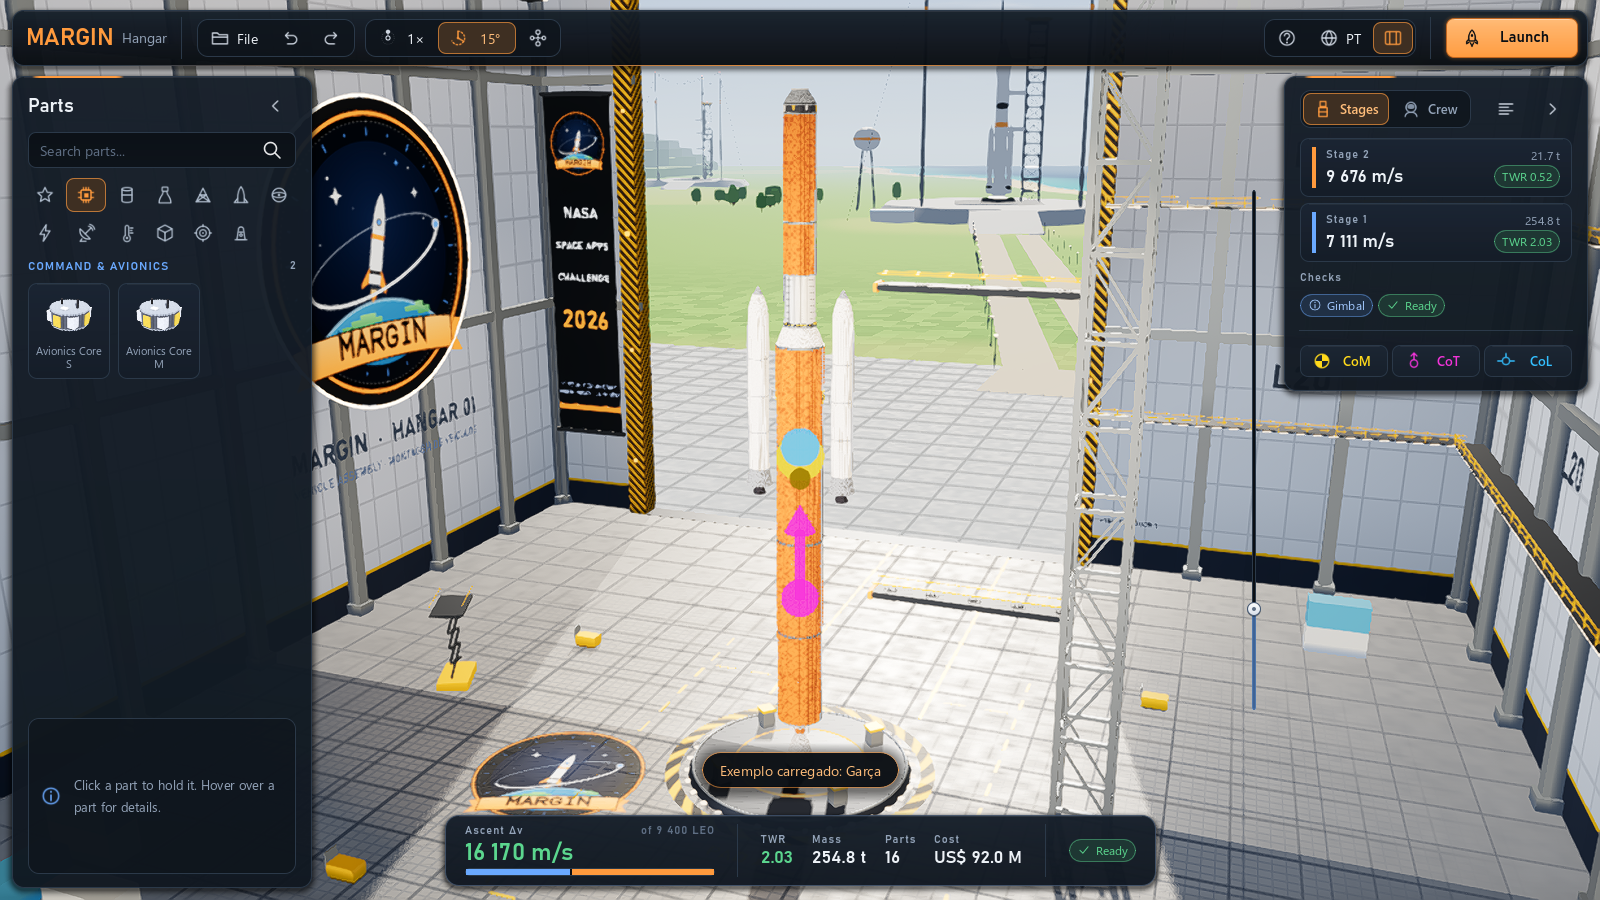 MARGIN Hangar
File
1×
15°
PT
Launch
Parts
Search parts...
COMMAND & AVIONICS 2
Avionics Core S
Avionics Core M
Click a part to hold it. Hover over a part for details.
MARGIN
MARGIN · HANGAR 01
MARGIN
NASA
SPACE APPS
CHALLENGE
2026
Stages
Crew
Stage 2
21.7 t
9 676 m/s
TWR 0.52
Stage 1
254.8 t
7 111 m/s
TWR 2.03
Checks
Gimbal
Ready
CoM
CoT
CoL
L20
MARGIN
Exemplo carregado: Garça
Ascent Δv
of 9 400 LEO
16 170 m/s
TWR
2.03
Mass
254.8 t
Parts
16
Cost
US$ 92.0 M
Ready